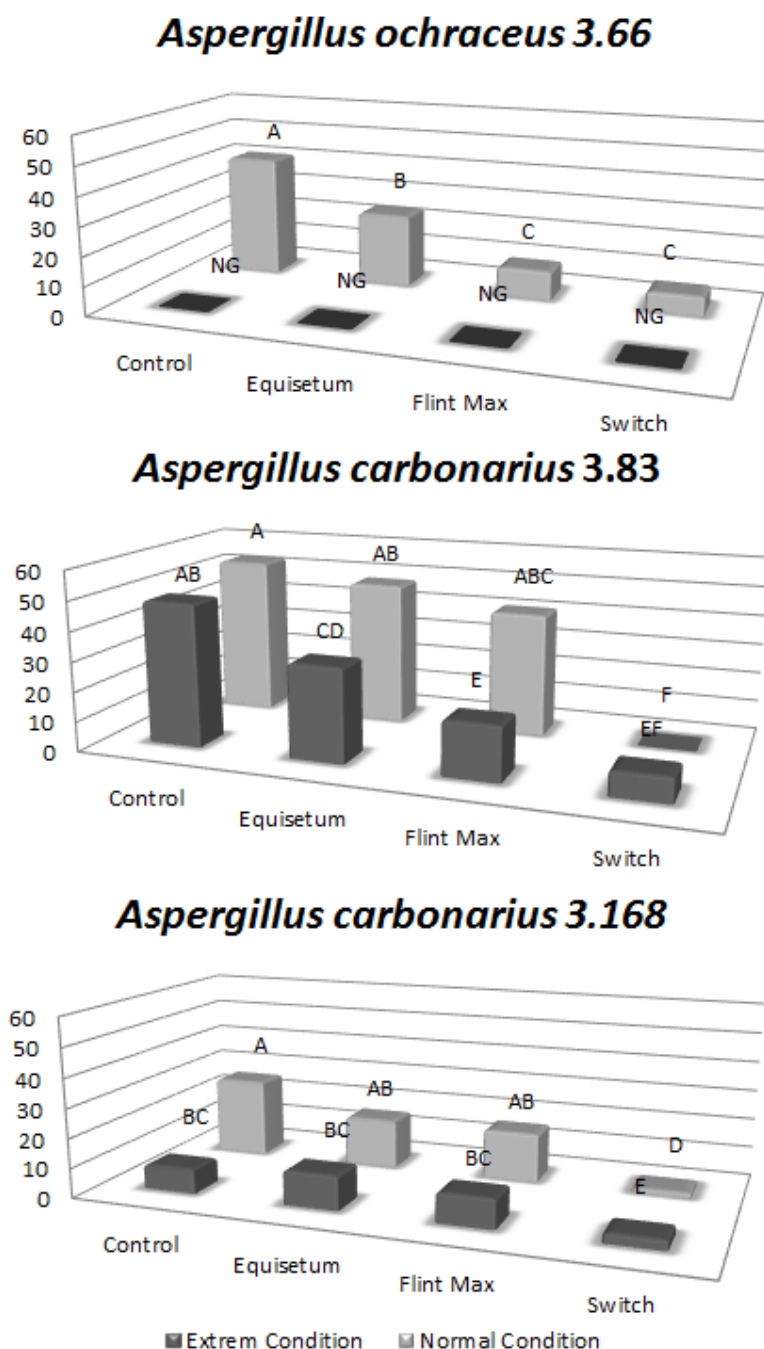 Aspergillus ochraceus 3.66
60
50
40
30
20
10
0
A
B
C
C
NG
NG
NG
NG
Control
Equisetum
Flint Max
Switch
Aspergillus carbonarius 3.83
60
50
40
30
20
10
0
A
AB
ABC
F
AB
CD
E
EF
Control
Equisetum
Flint Max
Switch
Aspergillus carbonarius 3.168
60
50
40
30
20
10
0
A
AB
AB
D
BC
BC
BC
E
Control
Equisetum
Flint Max
Switch
Extrem Condition
Normal Condition